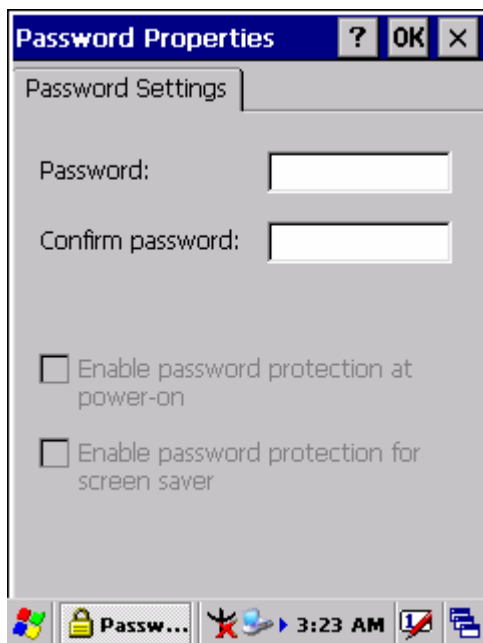 Password Properties ? OK ×
Password Settings
Password:
Confirm password:
Enable password protection at
power-on
Enable password protection for
screen saver
Passw... 3:23 AM